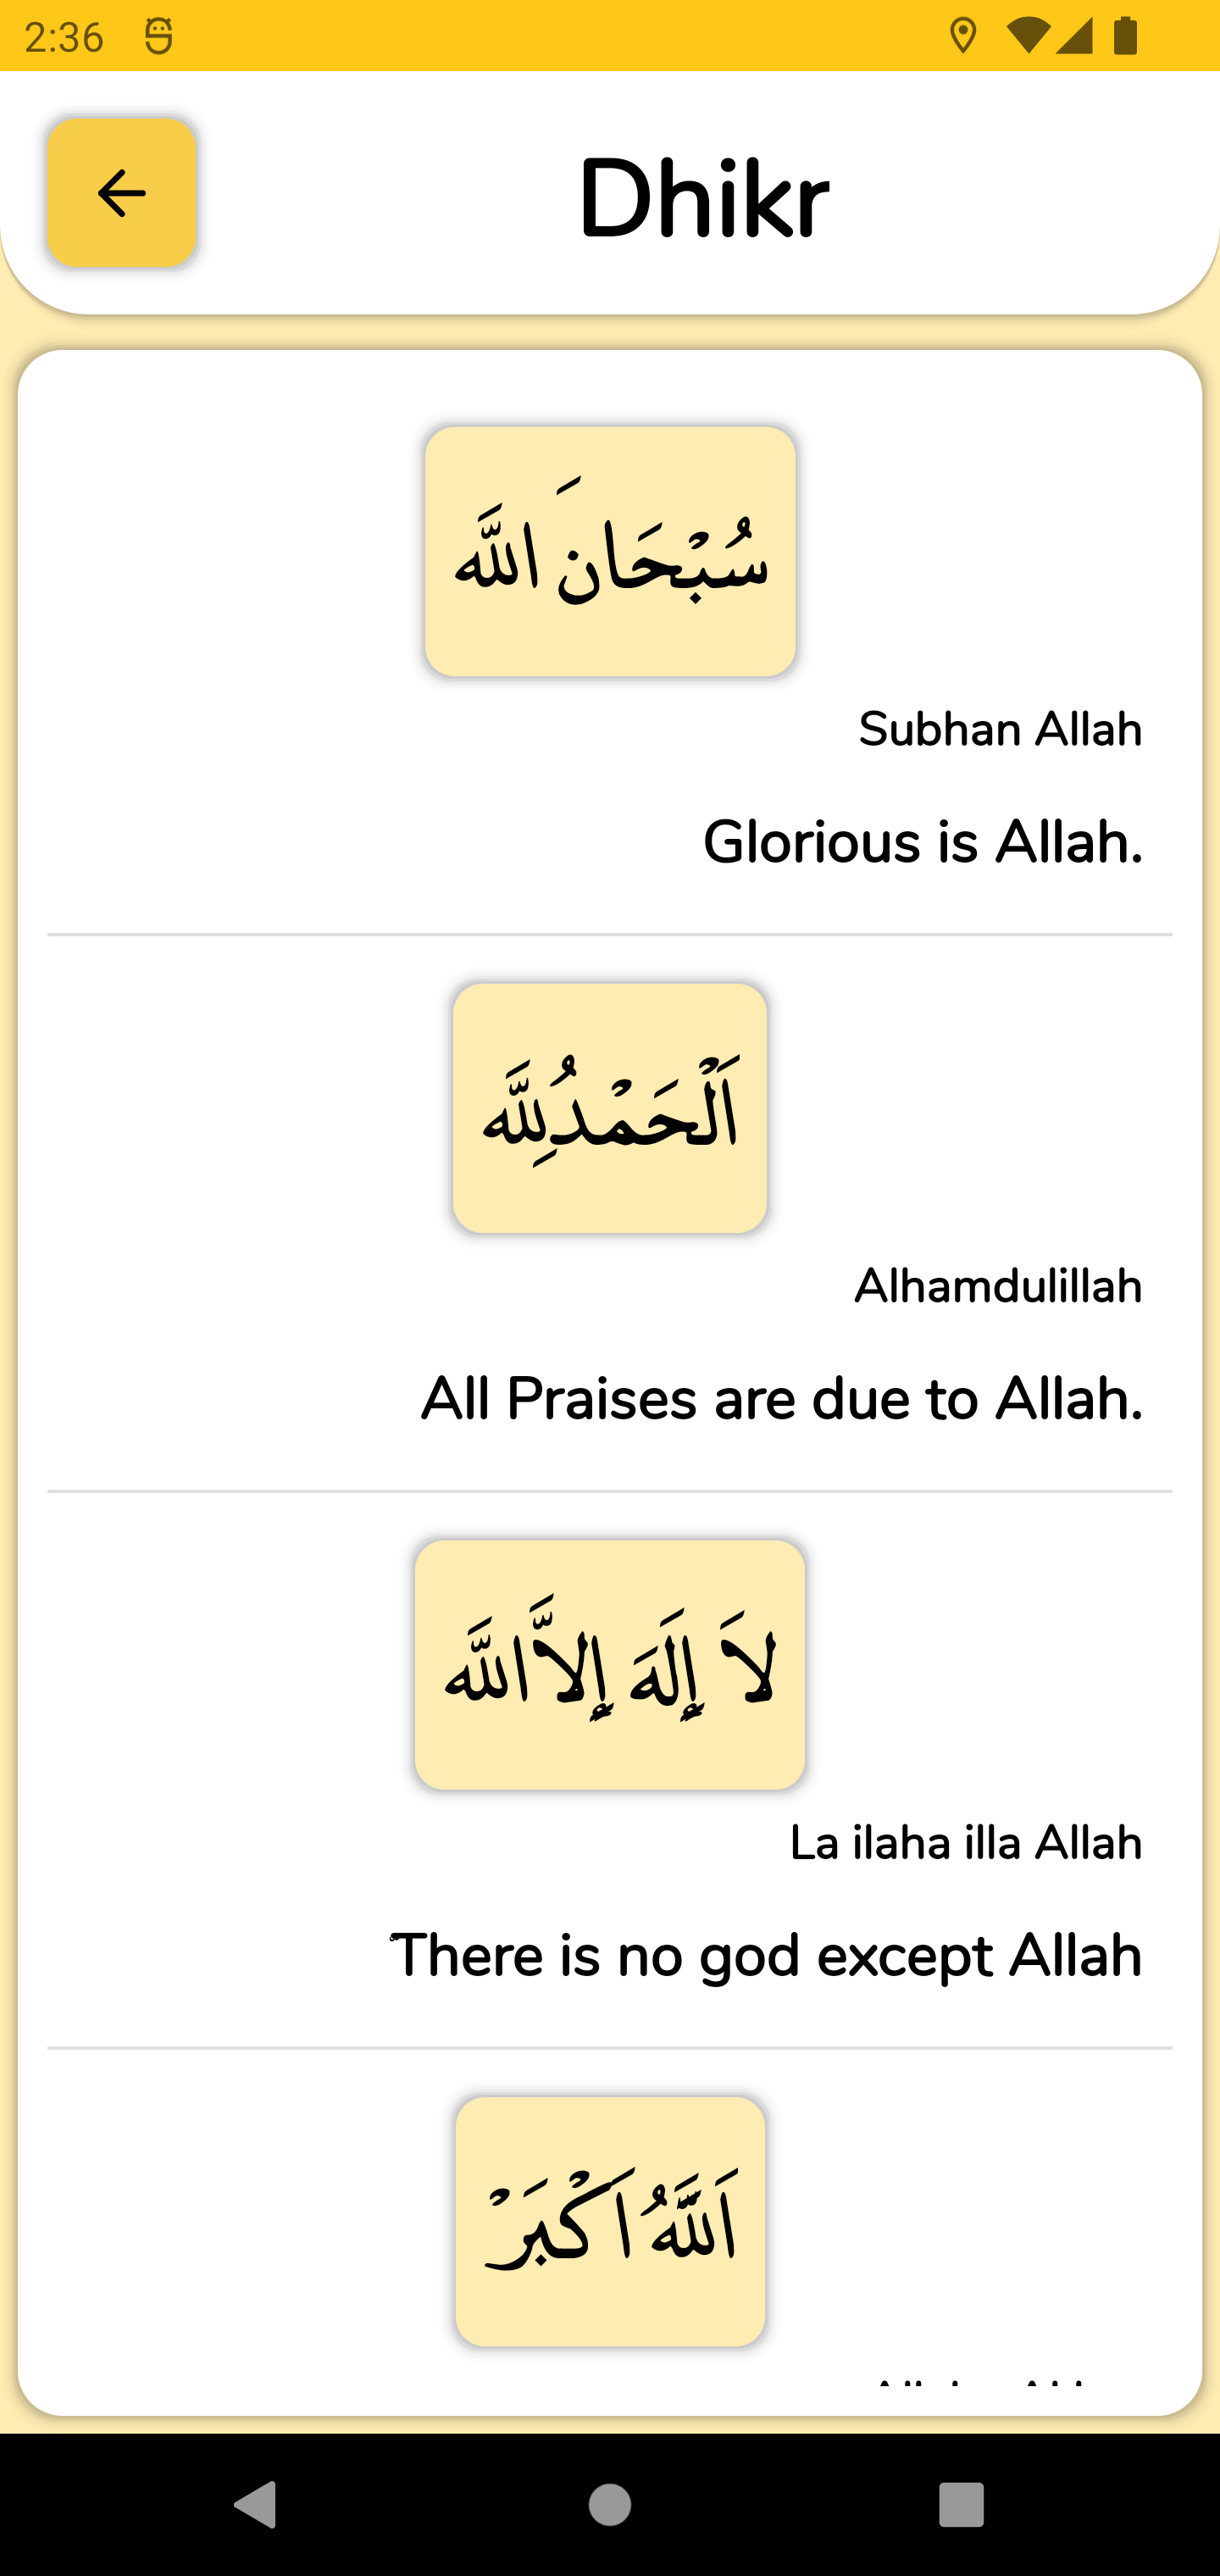 2:36
Dhikr
سُبْحَانَ اللَّه
Subhan Allah
Glorious is Allah.
اَلْحَمْدُلِلَّه
Alhamdulillah
All Praises are due to Allah.
لاَ إِلَهَ إِلاَّاللَّه
La ilaha illa Allah
There is no god except Allah
اَللَّهُ اَكْبَرْ